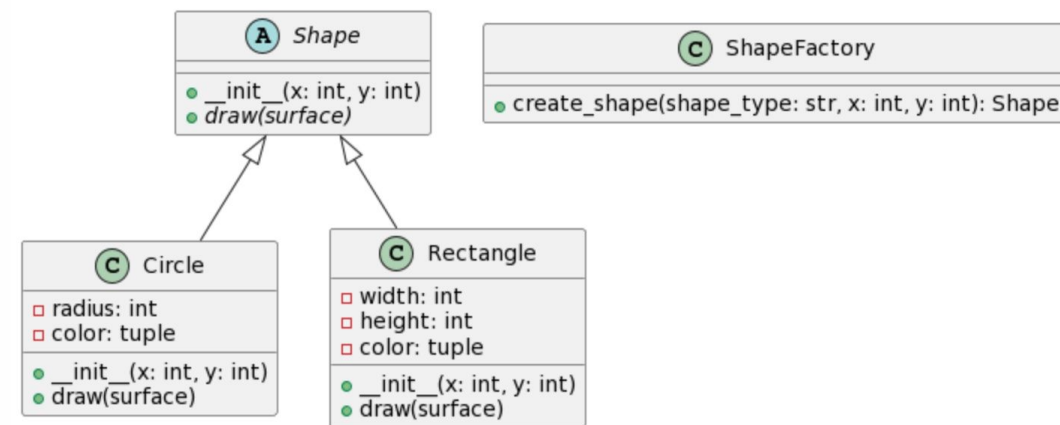 A Shape
__init__(x: int, y: int)
draw(surface)
C ShapeFactory
create_shape(shape_type: str, x: int, y: int): Shape
C Circle
radius: int
color: tuple
__init__(x: int, y: int)
draw(surface)
C Rectangle
width: int
height: int
color: tuple
__init__(x: int, y: int)
draw(surface)